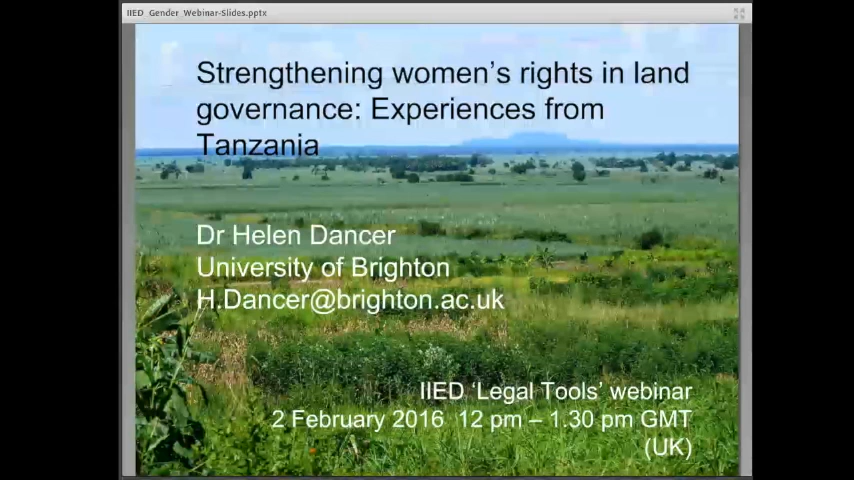 IIED_Gender_Webinar-Slides.pptx
Strengthening women's rights in land
governance: Experiences from
Tanzania
Dr Helen Dancer
University of Brighton
H.Dancer@brighton.ac.uk
IIED ‘Legal Tools’ webinar
2 February 2016 12 pm – 1.30 pm GMT
(UK)